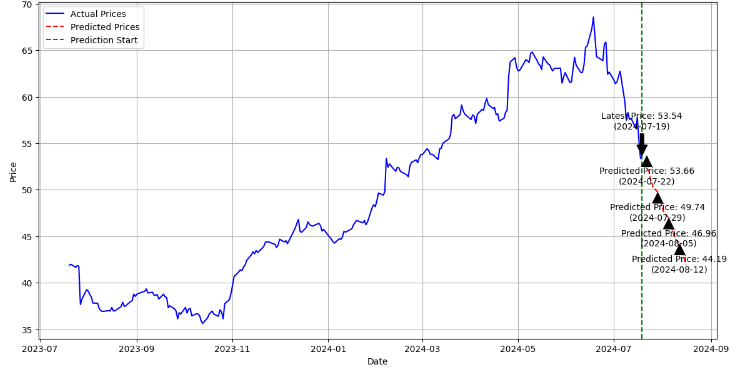 70
65
60
55
50
45
40
35
Price
Actual Prices
Predicted Prices
Prediction Start
Latest Price: 53.54
(2024-07-19)
Predicted Price: 53.66
(2024-07-22)
Predicted Price: 49.74
(2024-07-29)
Predicted Price: 46.96
(2024-08-05)
Predicted Price: 44.19
(2024-08-12)
2023-07
2023-09
2023-11
2024-01
2024-03
2024-05
2024-07
2024-09
Date